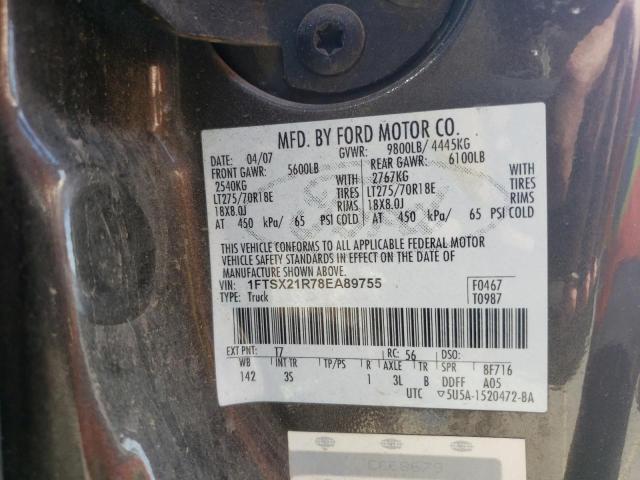 MFD. BY FORD MOTOR CO.
DATE: 04/07 GVWR: 9800LB/ 4445KG
FRONT GAWR: 5600LB REAR GAWR: 6100LB
2540KG WITH 2767KG WITH
LT275/70R18E TIRES LT275/70R18E TIRES
18X8.0J RIMS 18X8.0J RIMS
AT 450 kPa/ 65 PSI COLD AT 450 kPa/ 65 PSI COLD
THIS VEHICLE CONFORMS TO ALL APPLICABLE FEDERAL MOTOR
VEHICLE SAFETY STANDARDS IN EFFECT ON THE DATE OF
MANUFACTURE SHOWN ABOVE.
VIN: 1FTSX21R78EA89755 F0467
TYPE: Truck T0987
EXT PNT: T7 RC: 56 DSO:
WB INT TR TP/PS R AXLE TR SPR 8F716
142 3S 1 3L B DDFF A05
UTC ▽5U5A-1520472-BA